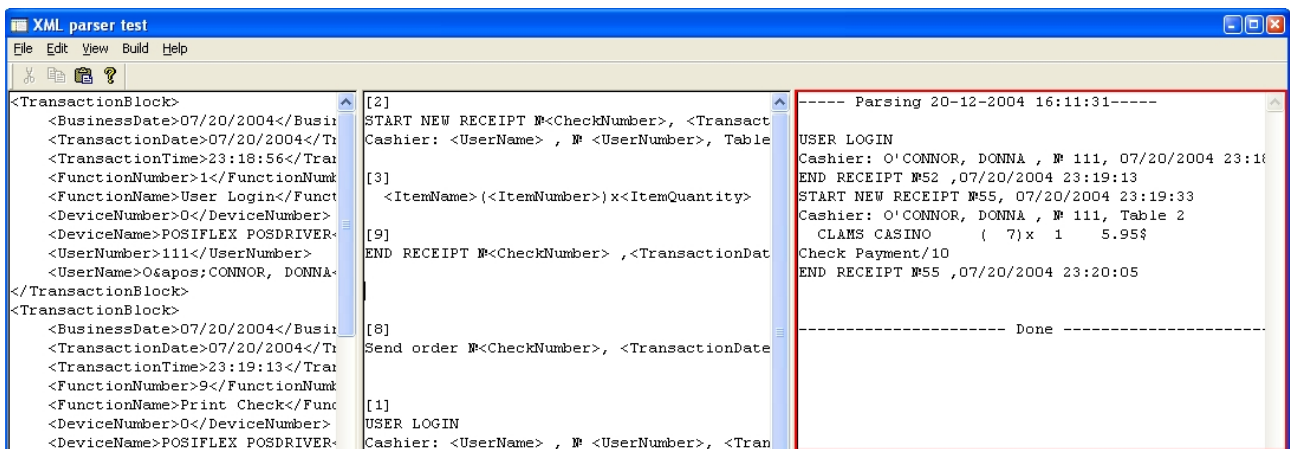 XML parser test
File Edit View Build Help
<TransactionBlock>
<BusinessDate>07/20/2004</Busin
<TransactionDate>07/20/2004</Tr
<TransactionTime>23:18:56</Tran
<FunctionNumber>1</FunctionNumb
<FunctionName>User Login</Funct
<DeviceNumber>0</DeviceNumber>
<DeviceName>POSIFLEX POSDRIVER<
<UserNumber>111</UserNumber>
<UserName>O&apos;CONNOR, DONNA<
</TransactionBlock>
<TransactionBlock>
<BusinessDate>07/20/2004</Busin
<TransactionDate>07/20/2004</Tr
<TransactionTime>23:19:13</Tran
<FunctionNumber>9</FunctionNumb
<FunctionName>Print Check</Func
<DeviceNumber>0</DeviceNumber>
<DeviceName>POSIFLEX POSDRIVER<
[2]
START NEW RECEIPT №<CheckNumber>, <Transact
Cashier: <UserName> , № <UserNumber>, Table
[3]
<ItemName>(<ItemNumber>)x<ItemQuantity>
[9]
END RECEIPT №<CheckNumber> ,<TransactionDat
[8]
Send order №<CheckNumber>, <TransactionDate
[1]
USER LOGIN
Cashier: <UserName> , № <UserNumber>, <Tran
----- Parsing 20-12-2004 16:11:31-----
USER LOGIN
Cashier: O'CONNOR, DONNA , № 111, 07/20/2004 23:18
END RECEIPT №52 ,07/20/2004 23:19:13
START NEW RECEIPT №55, 07/20/2004 23:19:33
Cashier: O'CONNOR, DONNA , № 111, Table 2
CLAMS CASINO ( 7)x 1 5.95$
Check Payment/10
END RECEIPT №55 ,07/20/2004 23:20:05
---------------------- Done ----------------------